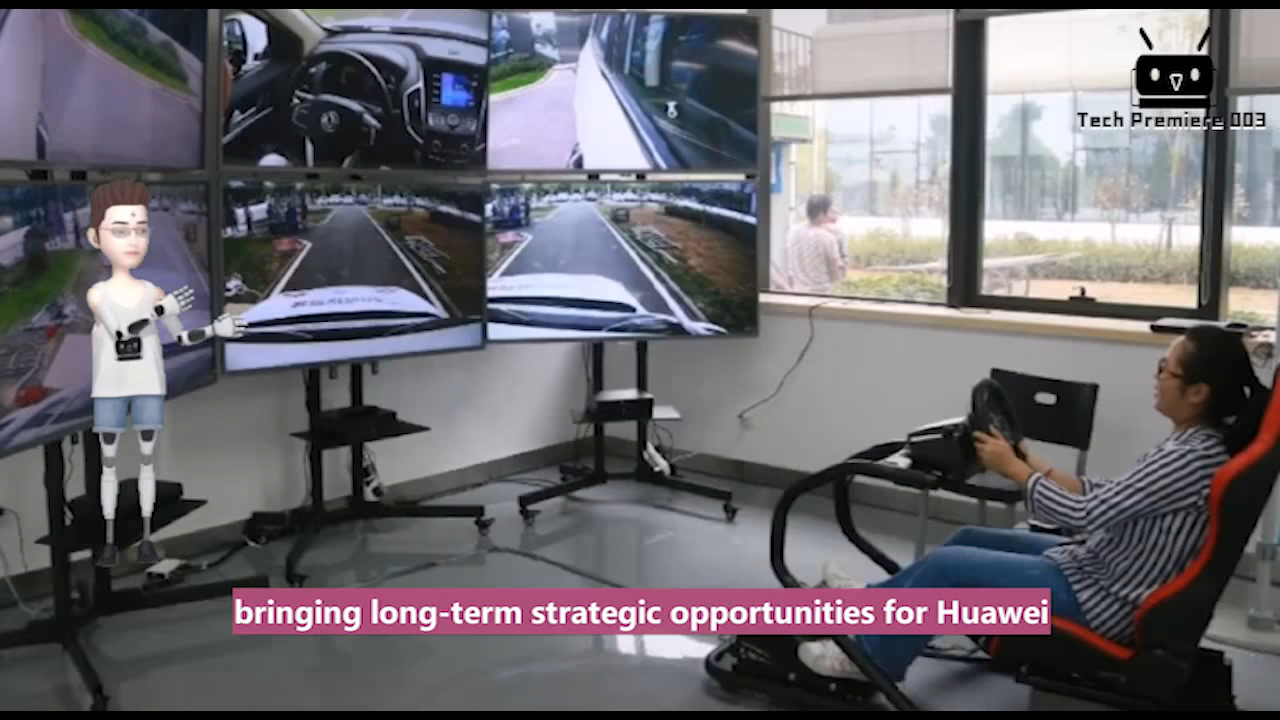 Tech Premiere 003
bringing long-term strategic opportunities for Huawei